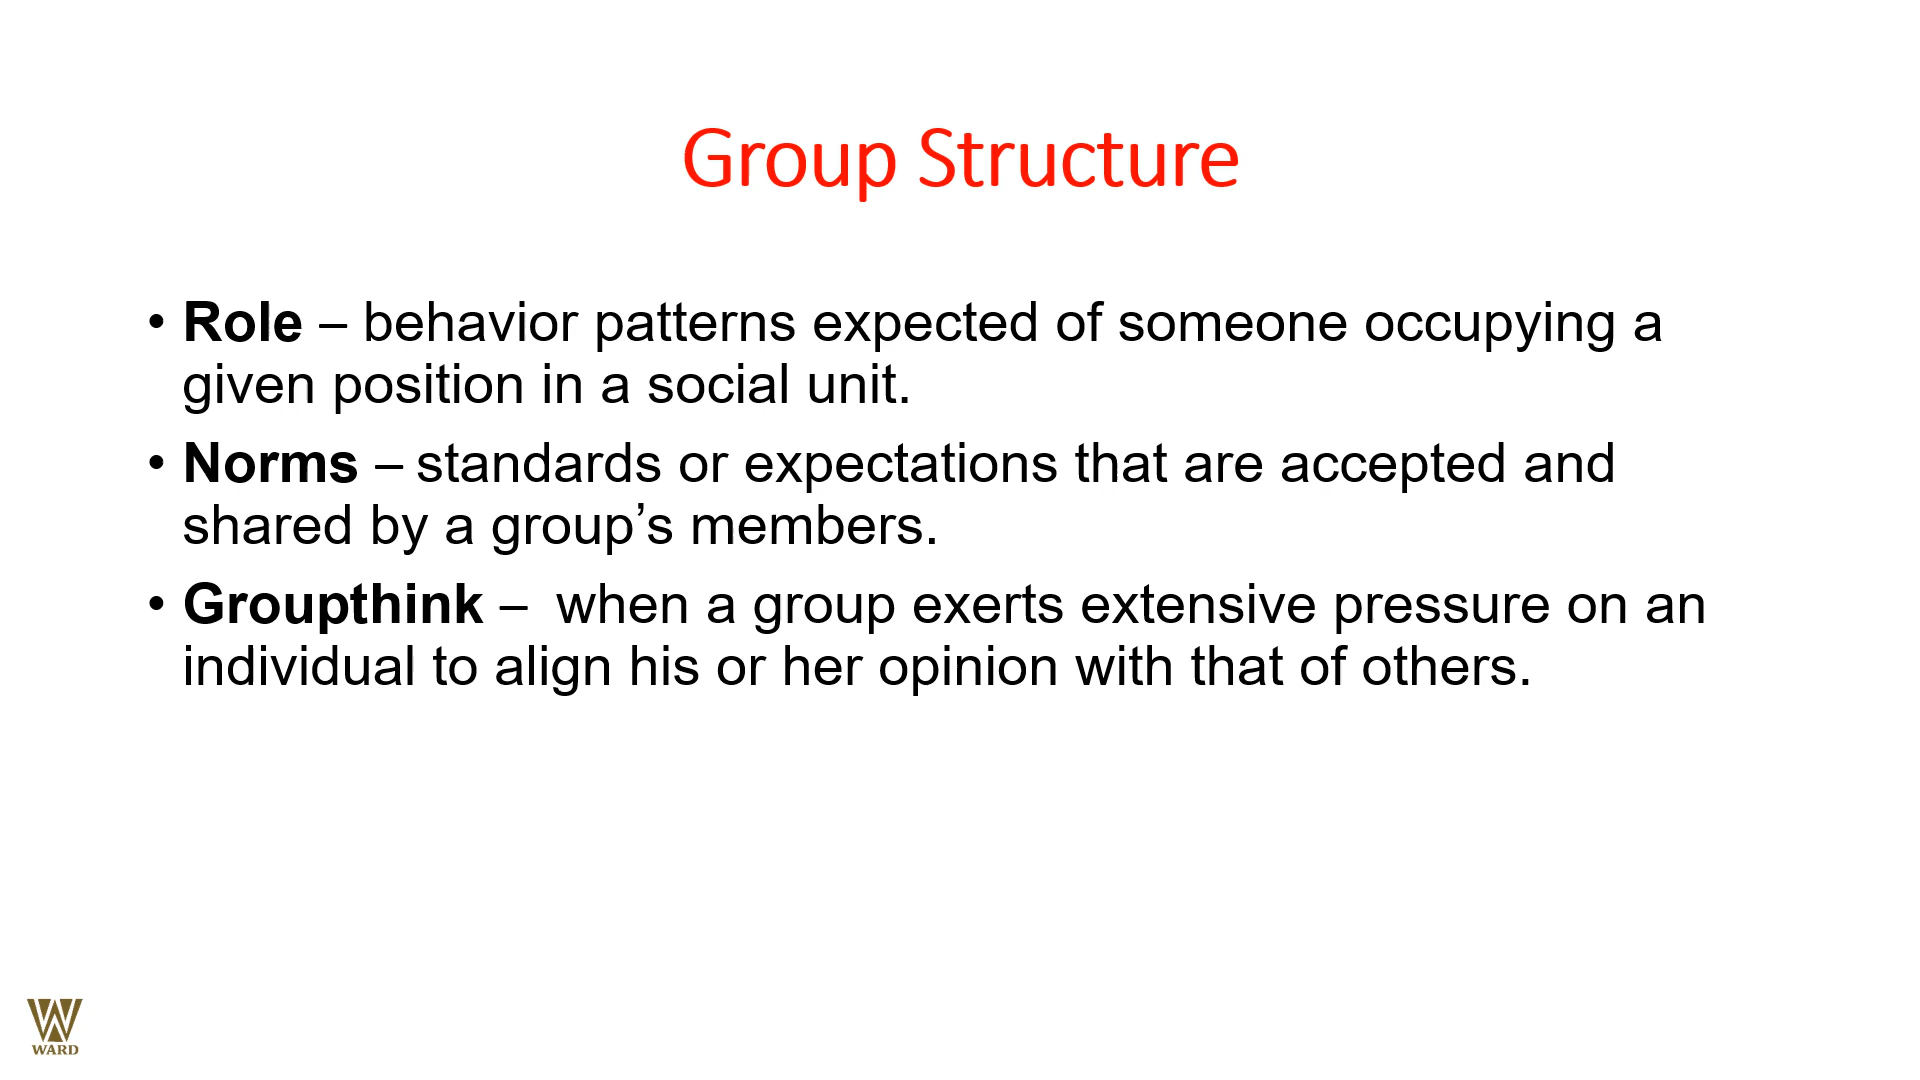 Group Structure
• Role – behavior patterns expected of someone occupying a
given position in a social unit.
• Norms – standards or expectations that are accepted and
shared by a group’s members.
• Groupthink –  when a group exerts extensive pressure on an
individual to align his or her opinion with that of others.
W
WARD